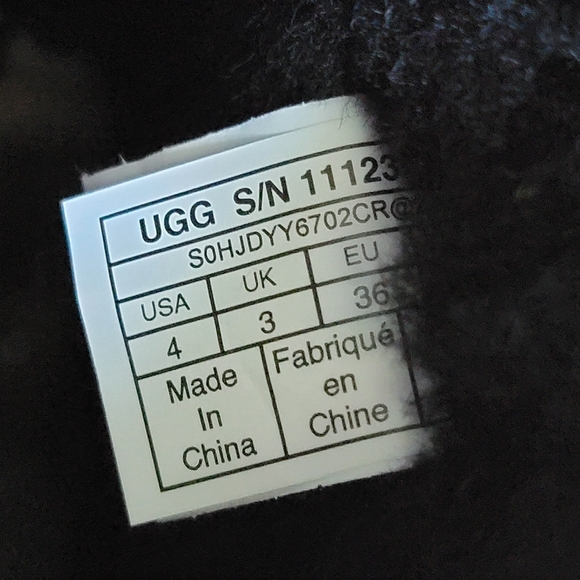 UGG S/N 11123
S0HJDYY6702CR@
USA UK EU
4 3 36
Made In China
Fabriqué en Chine